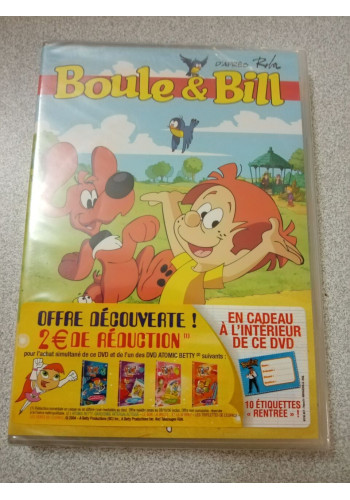 D'APRÈS Roba
Boule & Bill
OFFRE DÉCOUVERTE !
2€ DE RÉDUCTION (1)
pour l'achat simultané de ce DVD et de l'un des DVD ATOMIC BETTY suivants :
EN CADEAU
À L'INTÉRIEUR
DE CE DVD
10 ÉTIQUETTES
« RENTRÉE » !